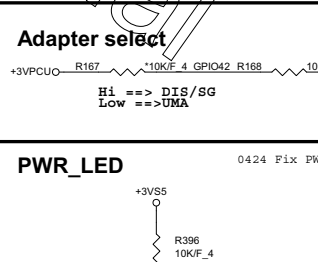 Adapter select
+3VPCU R167 *10K/F_4 GPIO42 R168 10
Hi ==> DIS/SG
Low ==>UMA
PWR_LED 0424 Fix PW
+3VS5
R396
10K/F_4